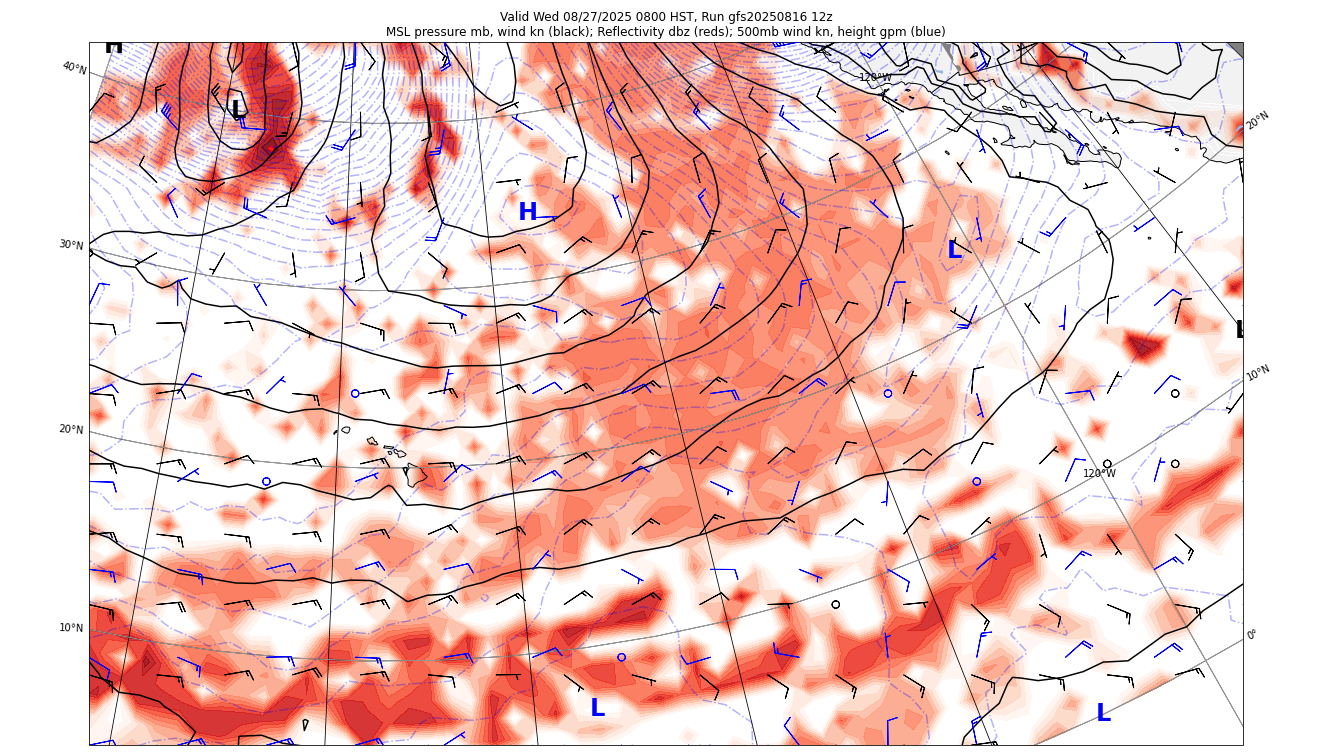 Valid Wed 08/27/2025 0800 HST, Run gfs20250816 12z
MSL pressure mb, wind kn (black); Reflectivity dbz (reds); 500mb wind kn, height gpm (blue)
H
40°N
120°W
L
20°N
H
30°N
L
L
10°N
20°N
120°W
10°N
0°
L
L